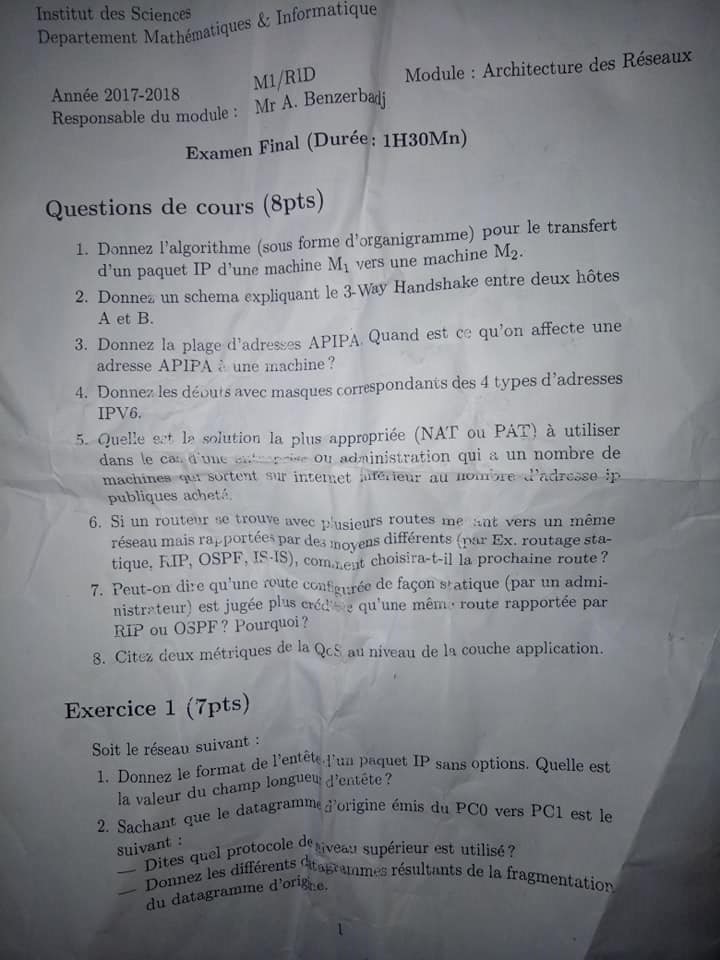 Institut des Sciences
Departement Mathématiques & Informatique
Année 2017-2018 M1/RID Module : Architecture des Réseaux
Responsable du module : Mr A. Benzerbadj
Examen Final (Durée: 1H30Mn)
Questions de cours (8pts)
1. Donnez l'algorithme (sous forme d'organigramme) pour le transfert
d'un paquet IP d'une machine M₁ vers une machine M₂.
2. Donnez un schema expliquant le 3-Way Handshake entre deux hôtes
A et B.
3. Donnez la plage d'adresses APIPA. Quand est ce qu'on affecte une
adresse APIPA à une machine ?
4. Donnez les débuts avec masques correspondants des 4 types d'adresses
IPV6.
5. Quelle est la solution la plus appropriée (NAT ou PAT) à utiliser
dans le cas d'une entreprise ou administration qui a un nombre de
machines qui sortent sur internet inférieur au nombre d'adresse ip
publiques acheté.
6. Si un routeur se trouve avec plusieurs routes menant vers un même
réseau mais rapportées par des moyens différents (par Ex. routage sta-
tique, RIP, OSPF, IS-IS), comment choisira-t-il la prochaine route ?
7. Peut-on dire qu'une route configurée de façon statique (par un admi-
nistrateur) est jugée plus crédible qu'une même route rapportée par
RIP ou OSPF ? Pourquoi ?
8. Citez deux métriques de la QoS au niveau de la couche application.
Exercice 1 (7pts)
Soit le réseau suivant :
1. Donnez le format de l'entête d'un paquet IP sans options. Quelle est
la valeur du champ longueur d'entête ?
2. Sachant que le datagramme d'origine émis du PC0 vers PC1 est le
suivant :
— Dites quel protocole de niveau supérieur est utilisé ?
— Donnez les différents datagrammes résultants de la fragmentation
du datagramme d'origine.
1